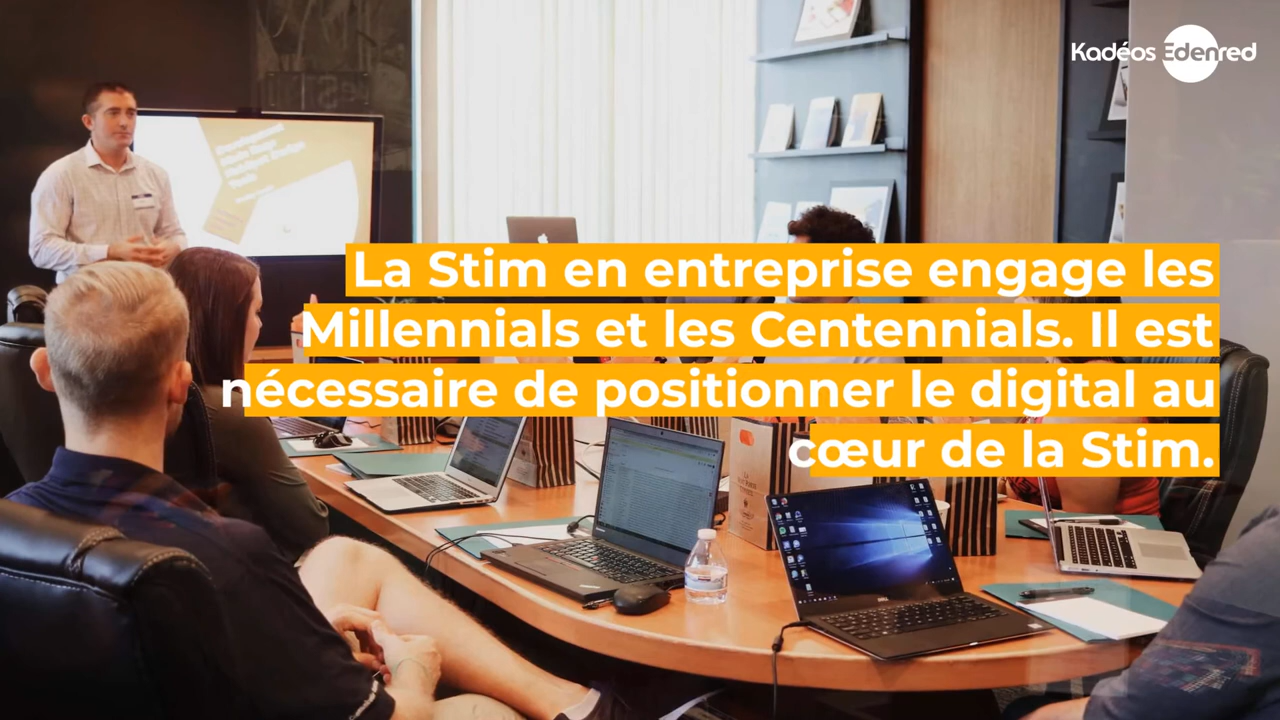 Kadéos Edenred
La Stim en entreprise engage les
Millennials et les Centennials. Il est
nécessaire de positionner le digital au
cœur de la Stim.
DELL